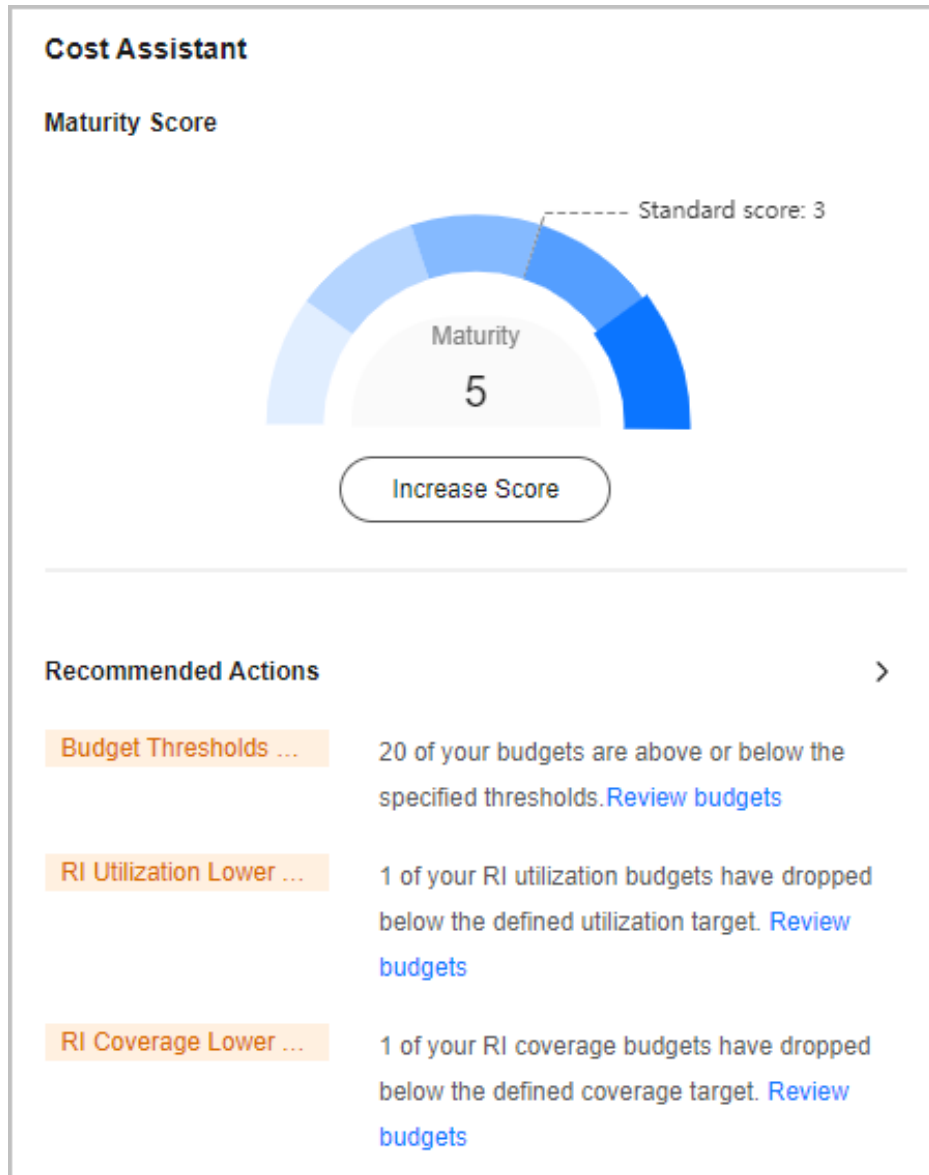 Cost Assistant
Maturity Score
Standard score: 3
Maturity
5
Increase Score
Recommended Actions
Budget Thresholds ...
20 of your budgets are above or below the
specified thresholds.Review budgets
RI Utilization Lower ...
1 of your RI utilization budgets have dropped
below the defined utilization target. Review
budgets
RI Coverage Lower ...
1 of your RI coverage budgets have dropped
below the defined coverage target. Review
budgets